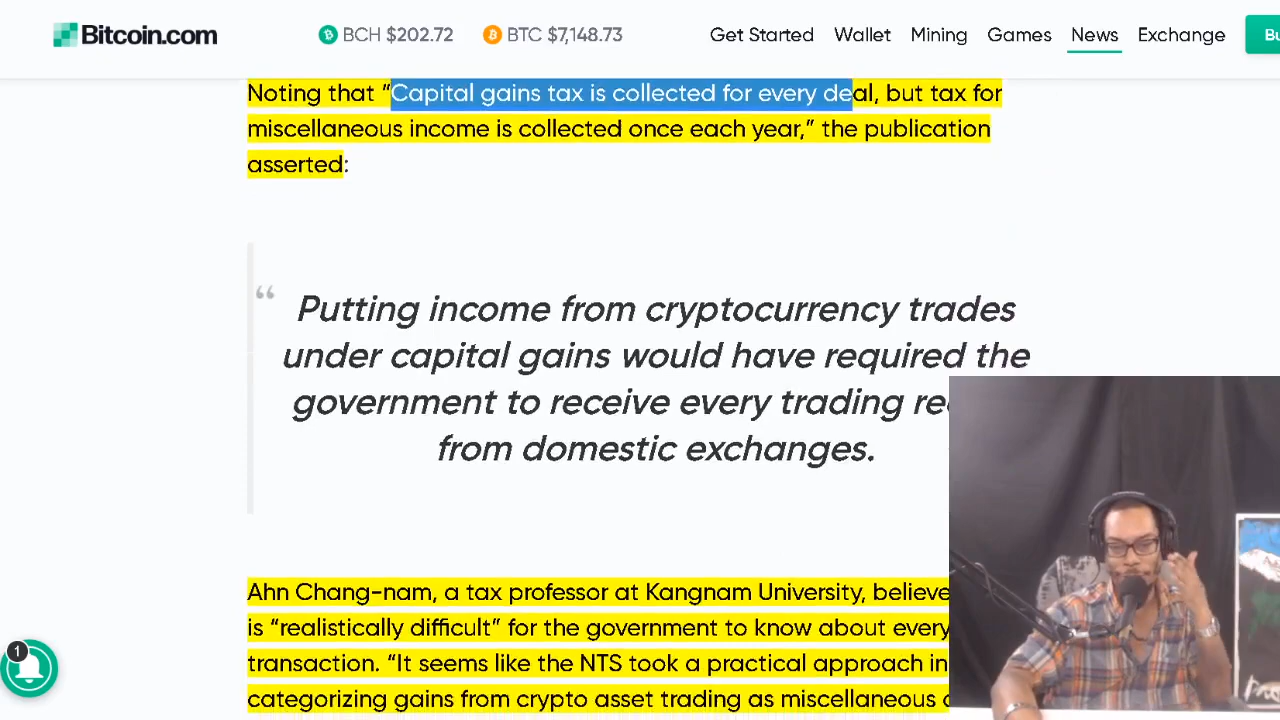 Bitcoin.com BCH $202.72 BTC $7,148.73 Get Started Wallet Mining Games News Exchange
Noting that “Capital gains tax is collected for every deal, but tax for
miscellaneous income is collected once each year,” the publication
asserted:
“
Putting income from cryptocurrency trades
under capital gains would have required the
government to receive every trading
from domestic exchanges.
Ahn Chang-nam, a tax professor at Kangnam University,
is “realistically difficult” for the government to know about every
1
transaction. “It seems like the NTS took a practical approach in
categorizing gains from crypto asset trading as miscellaneous